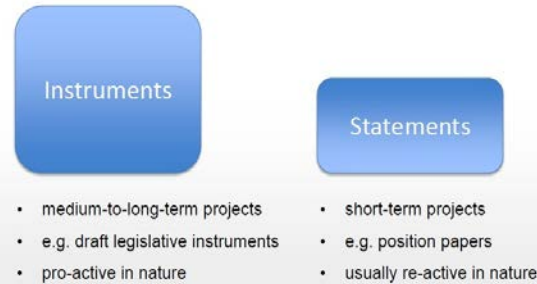 Instruments
• medium-to-long-term projects
• e.g. draft legislative instruments
• pro-active in nature
Statements
• short-term projects
• e.g. position papers
• usually re-active in nature